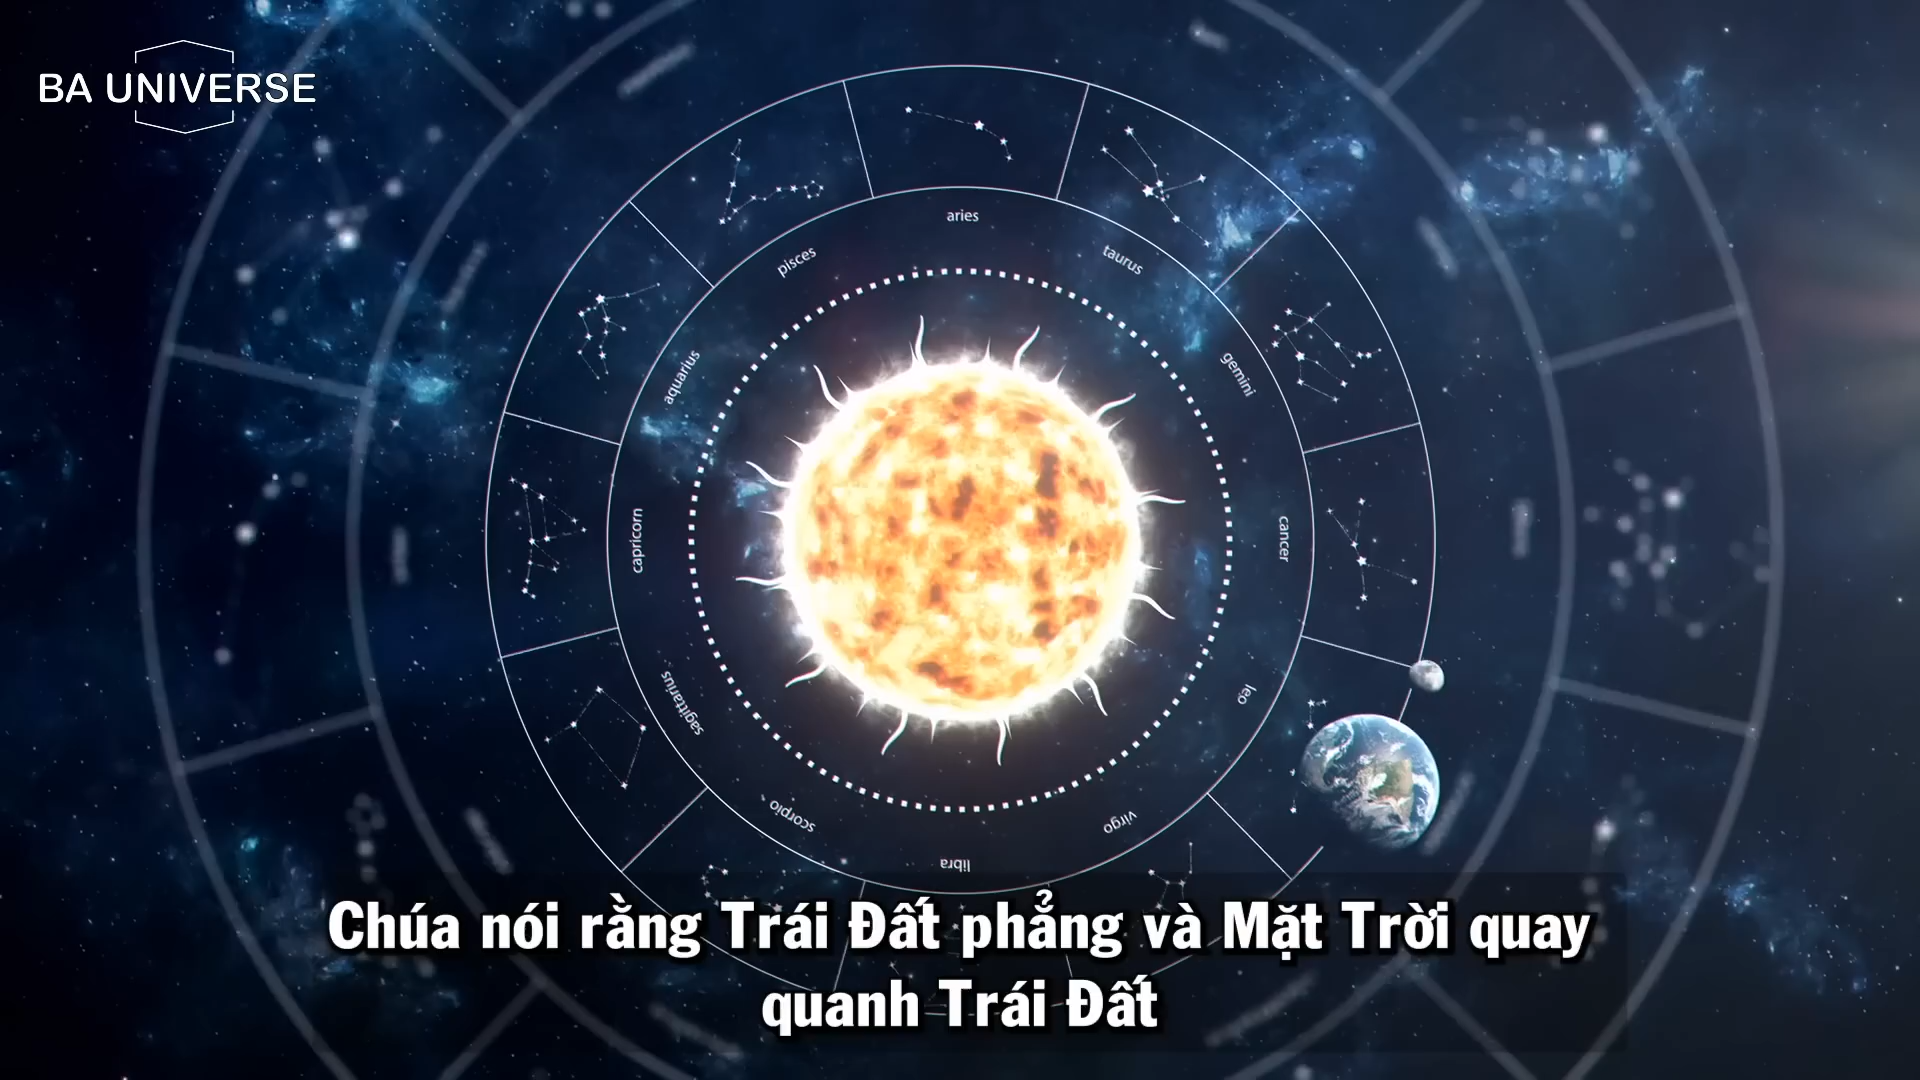 BA UNIVERSE
aries
taurus
gemini
cancer
leo
virgo
libra
scorpio
sagittarius
capricorn
aquarius
pisces
Chúa nói rằng Trái Đất phẳng và Mặt Trời quay
quanh Trái Đất